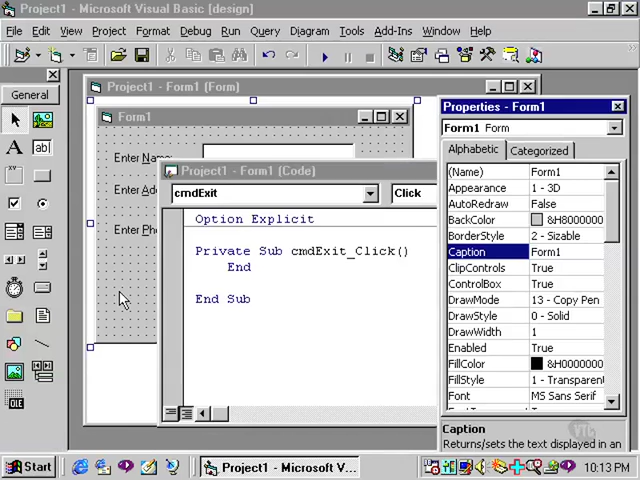 Project1 - Microsoft Visual Basic [design]
File Edit View Project Format Debug Run Query Diagram Tools Add-Ins Window Help
General
A
ab|
OLE
Project1 - Form1 (Form)
Form1
Enter Name:
Enter Ad
Enter Ph
Project1 - Form1 (Code)
cmdExit Click
Option Explicit
Private Sub cmdExit_Click()
End
End Sub
Properties - Form1
Form1 Form
Alphabetic Categorized
(Name) Form1
Appearance 1 - 3D
AutoRedraw False
BackColor &H8000000
BorderStyle 2 - Sizable
Caption Form1
ClipControls True
ControlBox True
DrawMode 13 - Copy Pen
DrawStyle 0 - Solid
DrawWidth 1
Enabled True
FillColor &H0000000
FillStyle 1 - Transparent
Font MS Sans Serif
Caption
Returns/sets the text displayed in an
Start Project1 - Microsoft V... 10:13 PM